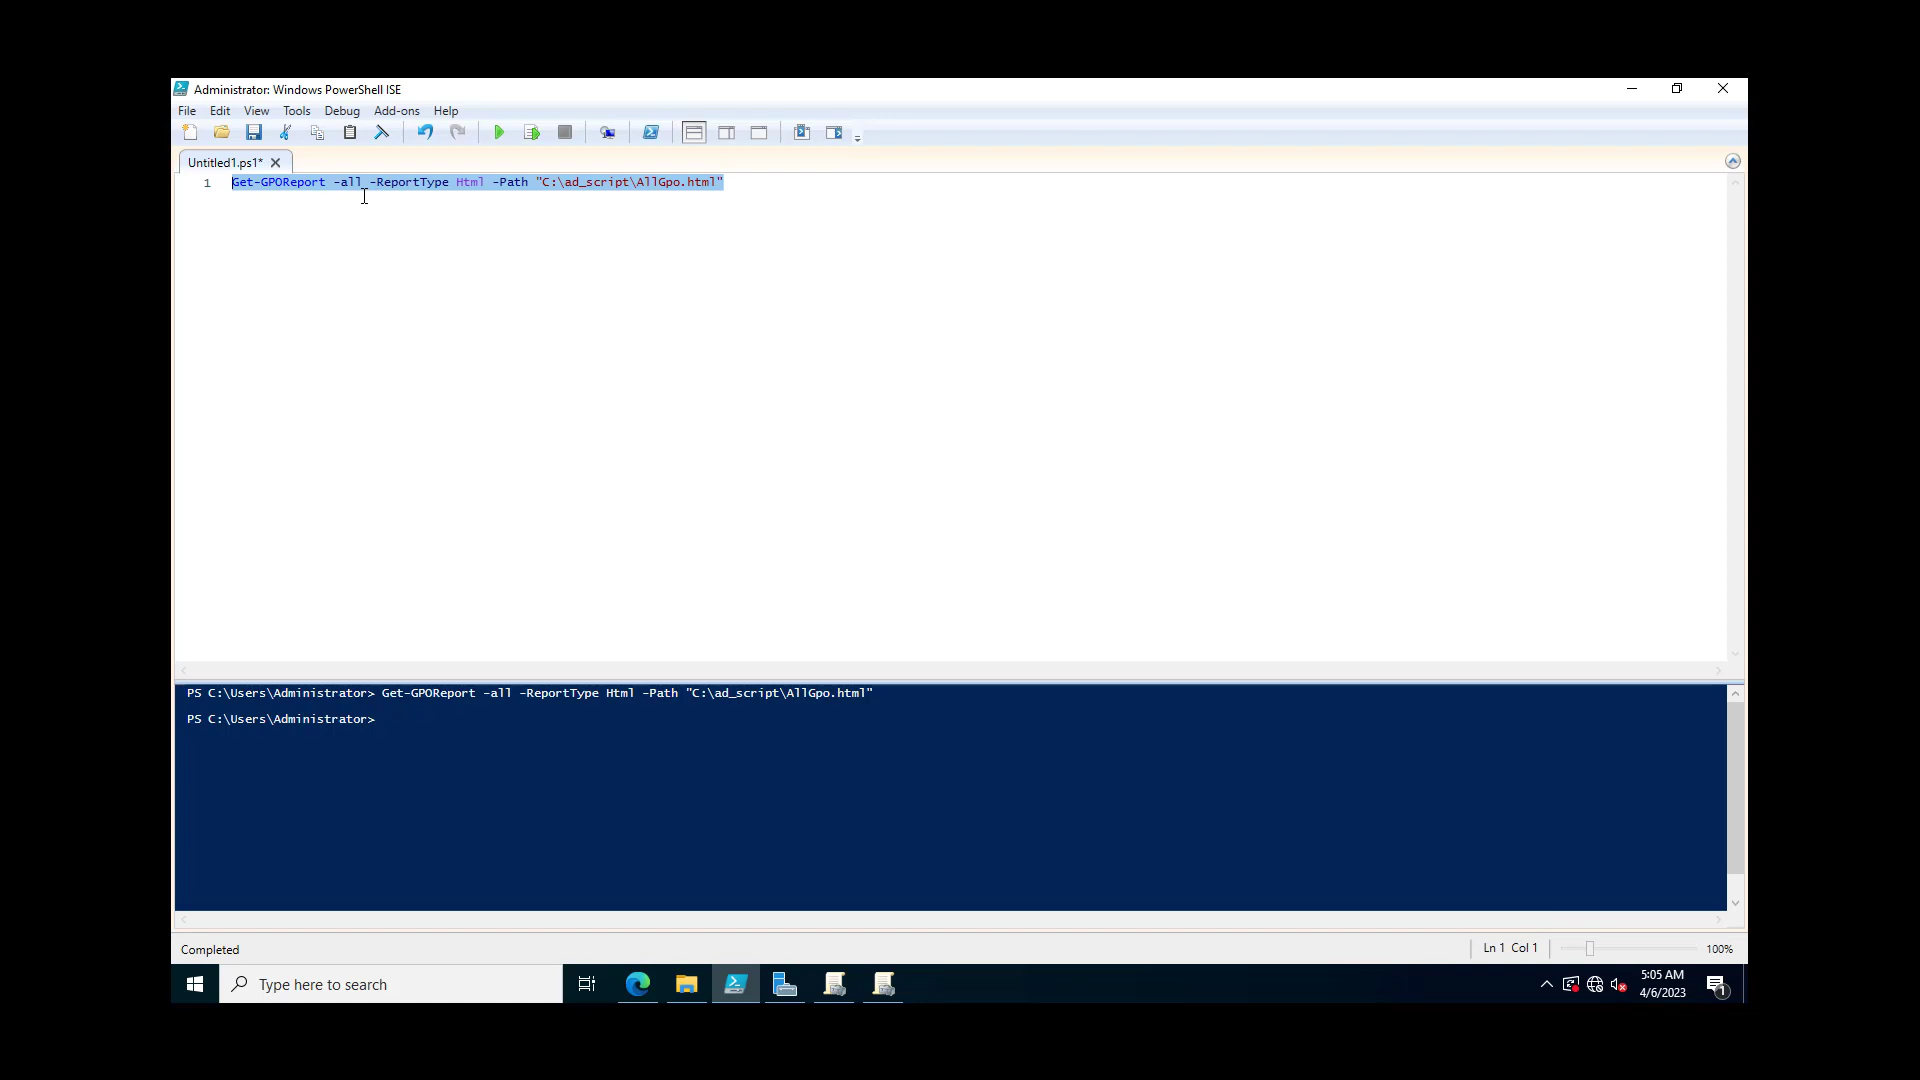 Administrator: Windows PowerShell ISE
File Edit View Tools Debug Add-ons Help
Untitled1.ps1*
1 Get-GPOReport -all -ReportType Html -Path "C:\ad_script\AllGpo.html"
PS C:\Users\Administrator> Get-GPOReport -all -ReportType Html -Path "C:\ad_script\AllGpo.html"
PS C:\Users\Administrator>
Completed
Ln 1 Col 1
100%
Type here to search
5:05 AM
4/6/2023
1